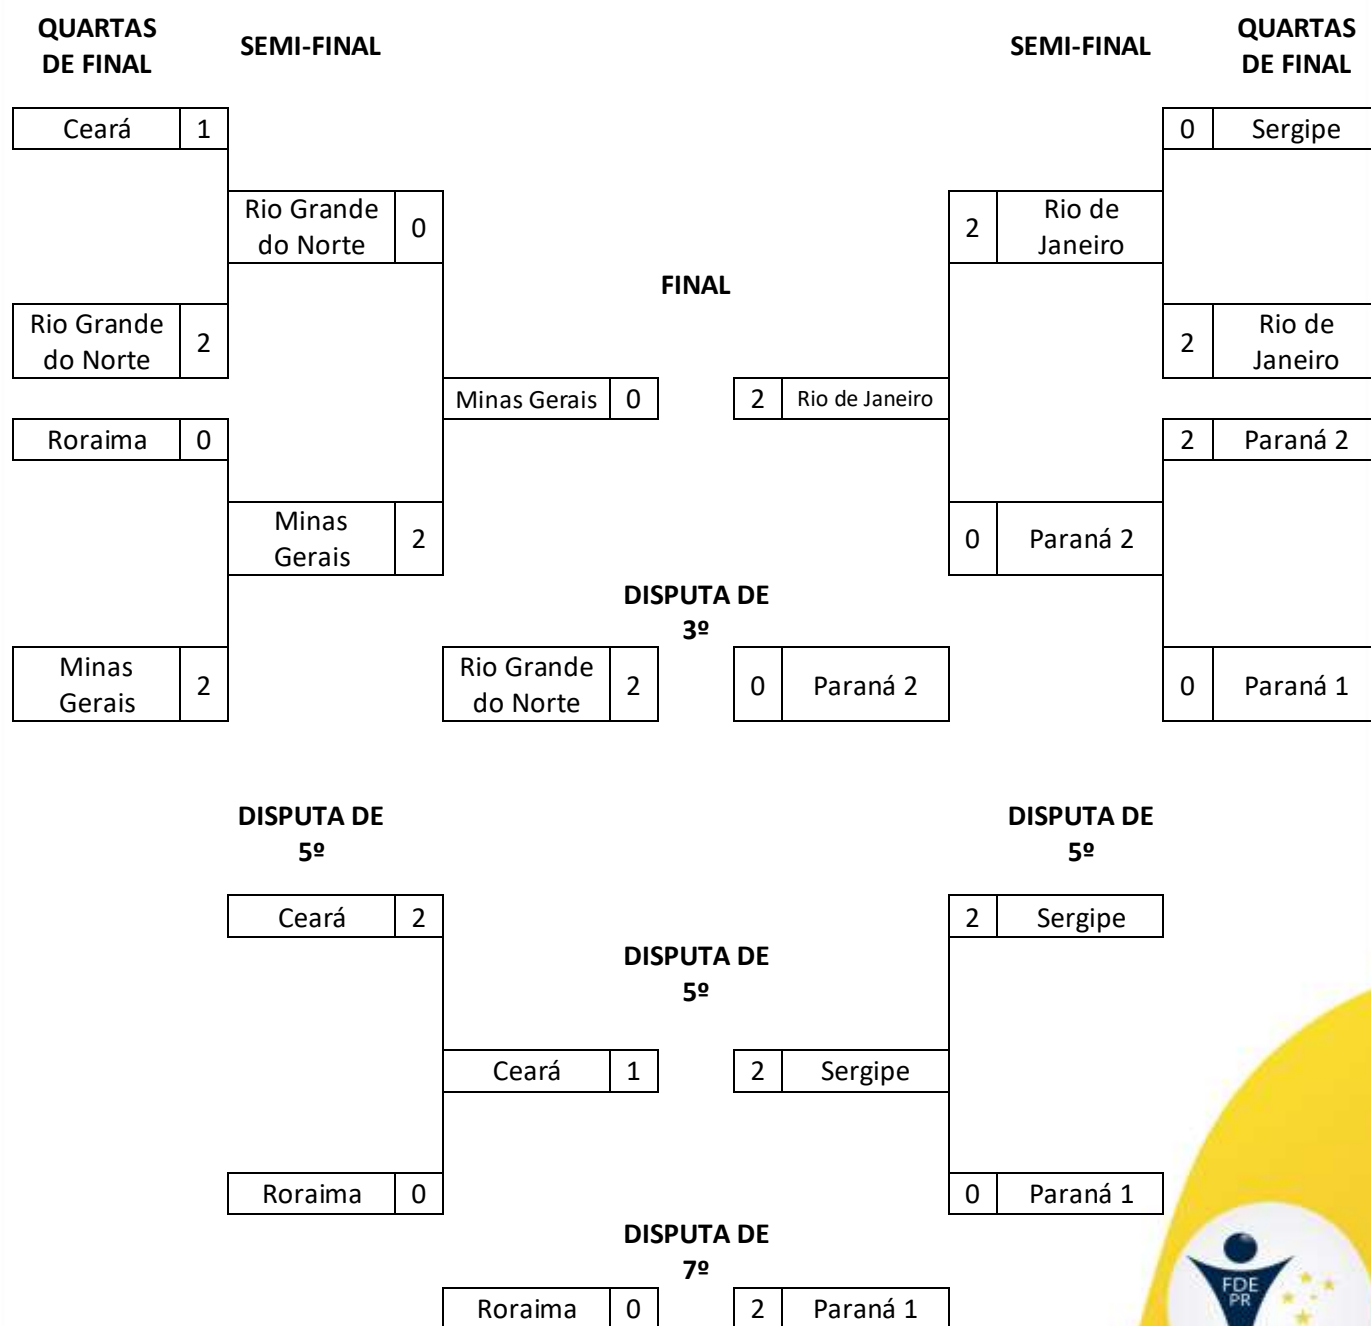 QUARTAS
DE FINAL
SEMI-FINAL
SEMI-FINAL
QUARTAS
DE FINAL
Ceará 1
0 Sergipe
Rio Grande
do Norte
0
2
Rio de
Janeiro
FINAL
Rio Grande
do Norte
2
2
Rio de
Janeiro
Minas Gerais 0
2 Rio de Janeiro
Roraima 0
2 Paraná 2
Minas
Gerais
2
0 Paraná 2
DISPUTA DE
3º
Minas
Gerais
2
Rio Grande
do Norte
2
0 Paraná 2
0 Paraná 1
DISPUTA DE
5º
DISPUTA DE
5º
Ceará 2
2 Sergipe
DISPUTA DE
5º
Ceará 1
2 Sergipe
Roraima 0
0 Paraná 1
DISPUTA DE
7º
Roraima 0
2 Paraná 1
FDE
PR